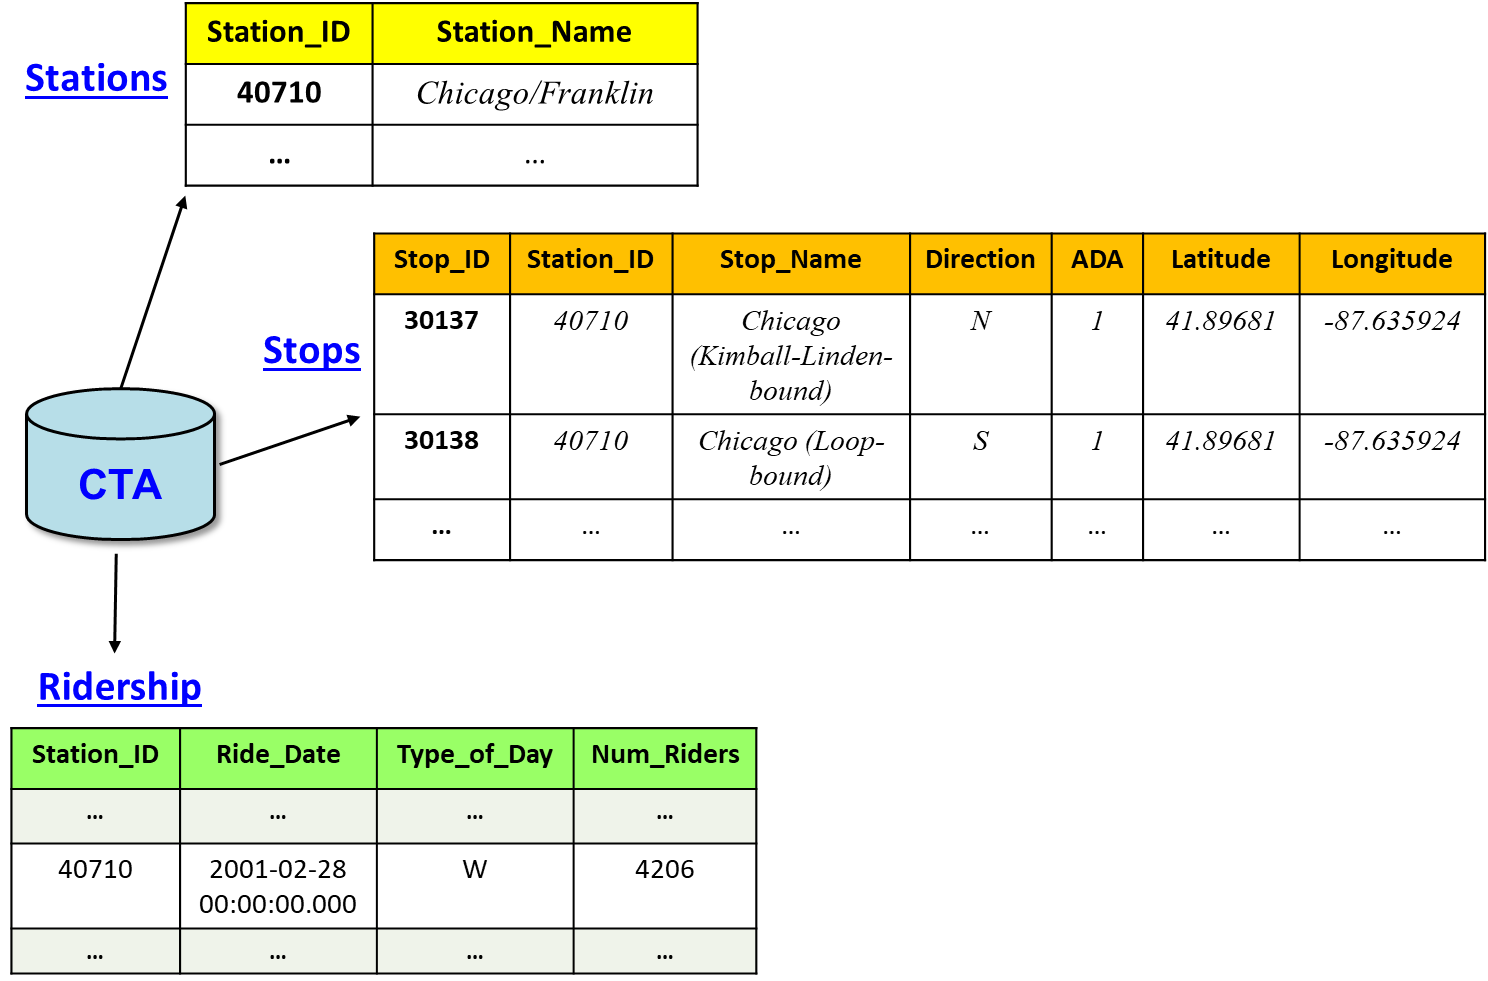 Station_ID Station_Name
Stations
40710 Chicago/Franklin
... ...
Stop_ID Station_ID Stop_Name Direction ADA Latitude Longitude
30137 40710 Chicago N 1 41.89681 -87.635924
(Kimball-Linden-
bound)
Stops
30138 40710 Chicago (Loop- S 1 41.89681 -87.635924
bound)
... ... ... ... ... ... ...
CTA
Ridership
Station_ID Ride_Date Type_of_Day Num_Riders
... ... ... ...
40710 2001-02-28 W 4206
00:00:00.000
... ... ... ...